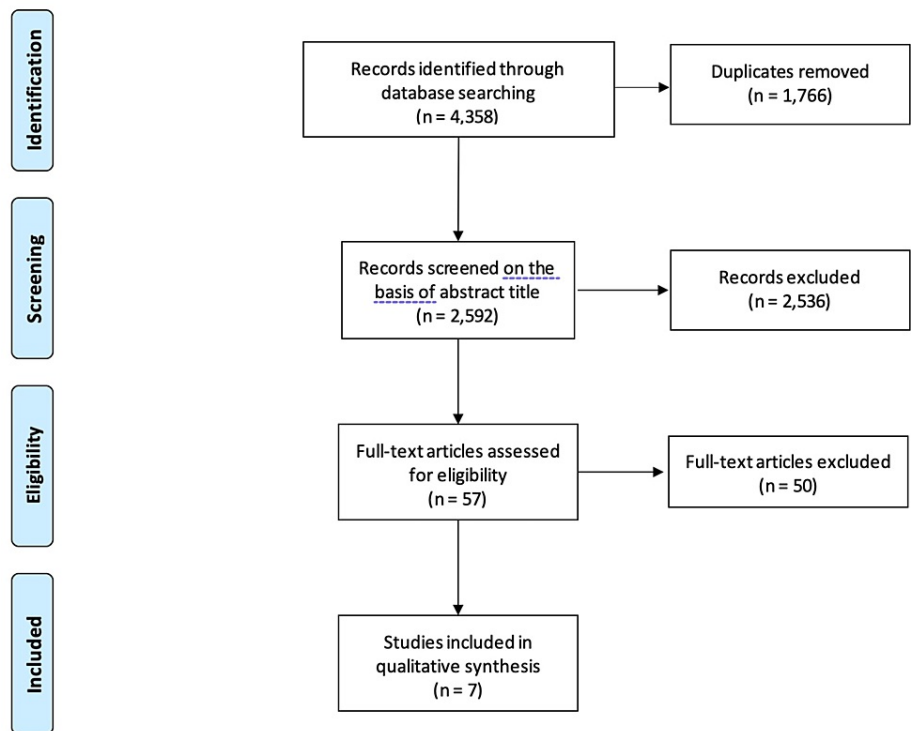 Identification
Records identified through
database searching
(n = 4,358)
Duplicates removed
(n = 1,766)
Screening
Records screened on the
basis of abstract title
(n = 2,592)
Records excluded
(n = 2,536)
Eligibility
Full-text articles assessed
for eligibility
(n = 57)
Full-text articles excluded
(n = 50)
Included
Studies included in
qualitative synthesis
(n = 7)